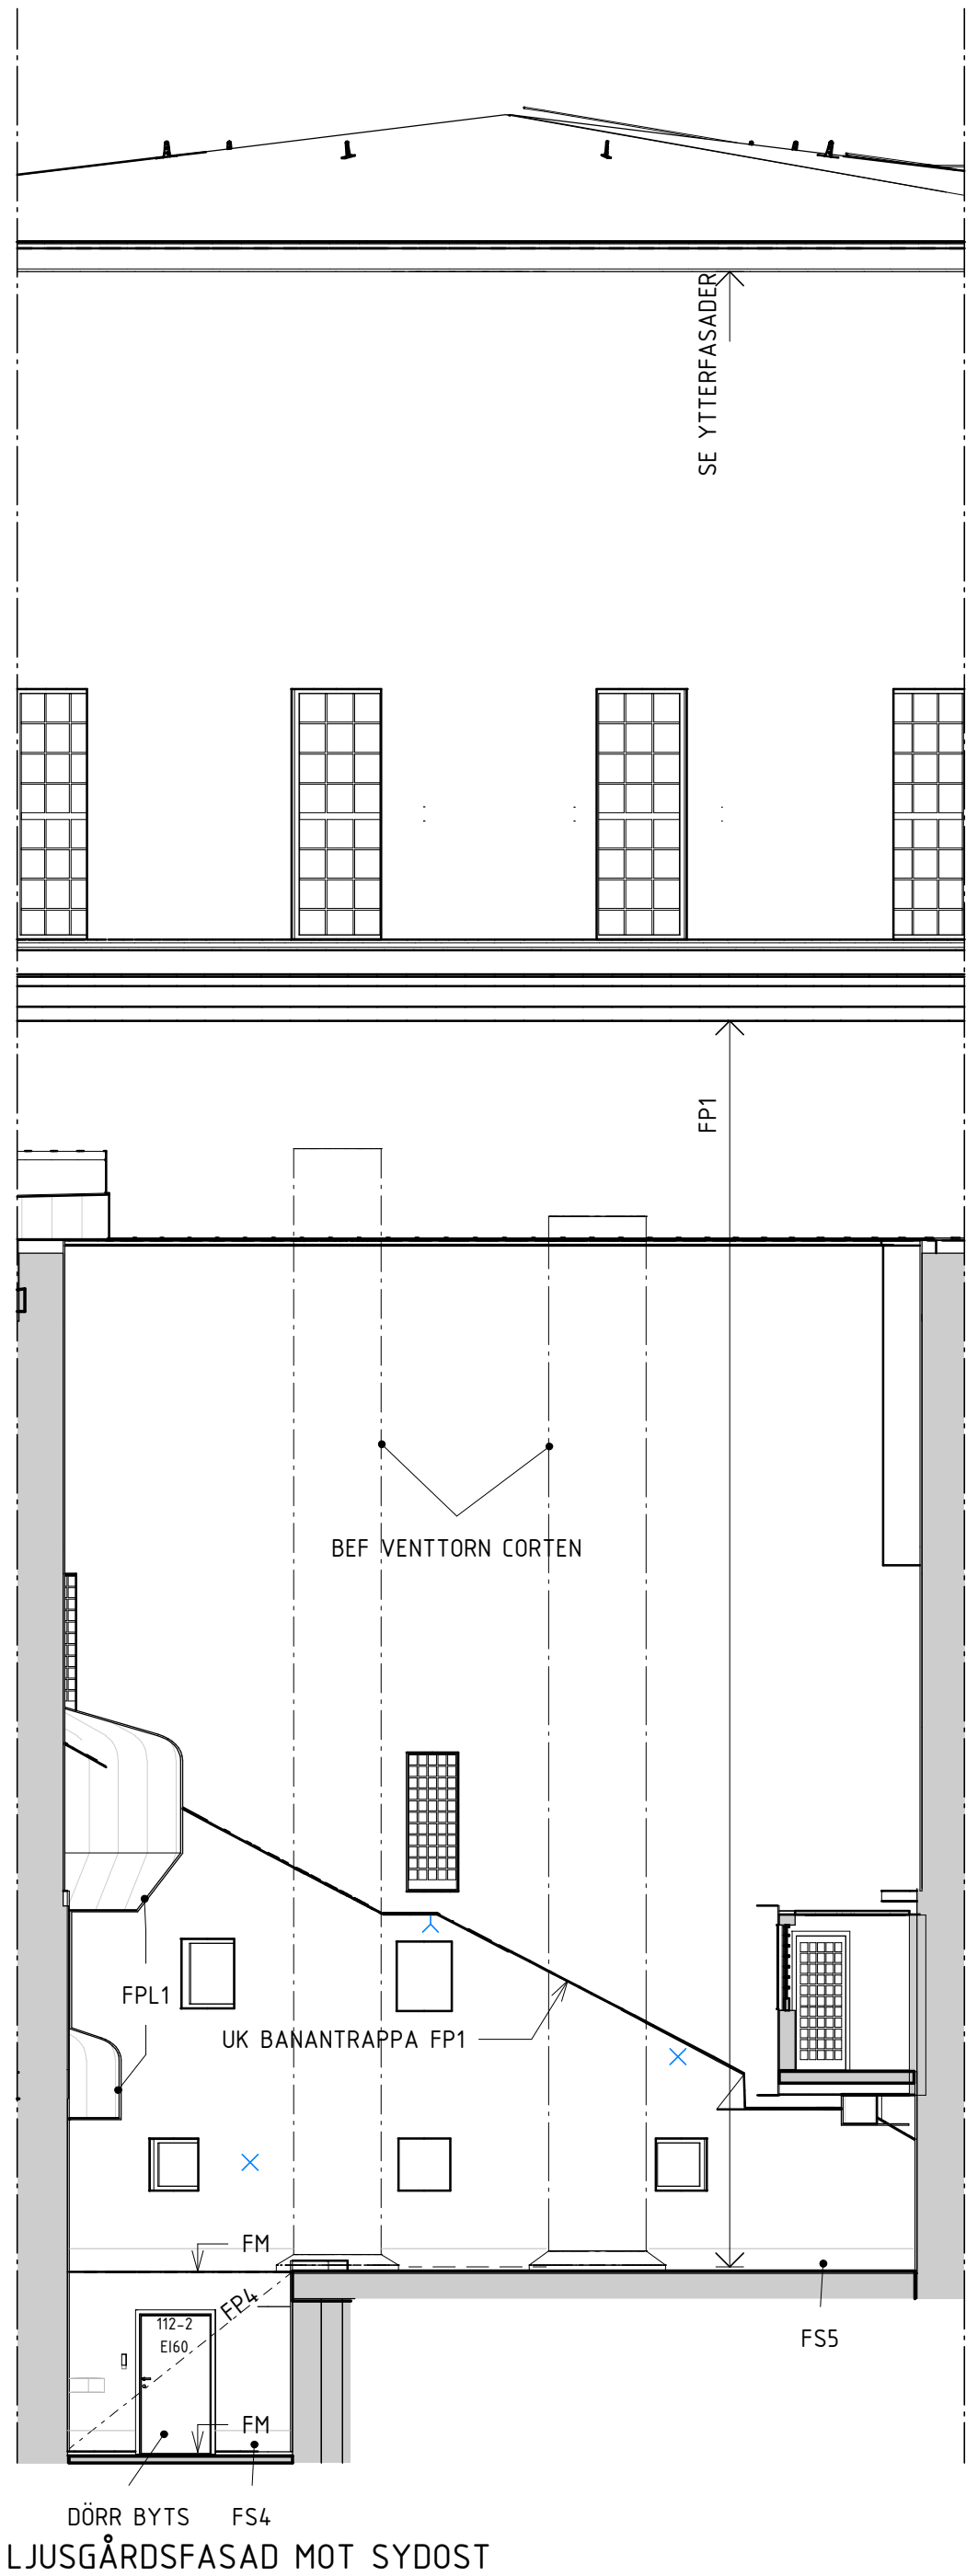 SE YTTERFASADER
FP1
BEF VENTTORN CORTEN
FPL1
UK BANANTRAPPA FP1
FM
FP4
112-2
EI60
FS5
FM
DÖRR BYTS
FS4
LJUSGÅRDSFASAD MOT SYDOST